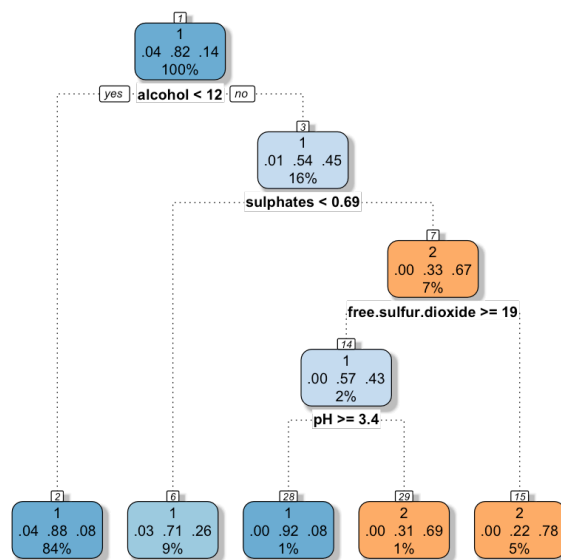 1
1
.04 .82 .14
100%
yes alcohol < 12 no
3
1
.01 .54 .45
16%
sulphates < 0.69
7
2
.00 .33 .67
7%
free.sulfur.dioxide >= 19
14
1
.00 .57 .43
2%
pH >= 3.4
2
1
.04 .88 .08
84%
6
1
.03 .71 .26
9%
28
1
.00 .92 .08
1%
29
2
.00 .31 .69
1%
15
2
.00 .22 .78
5%